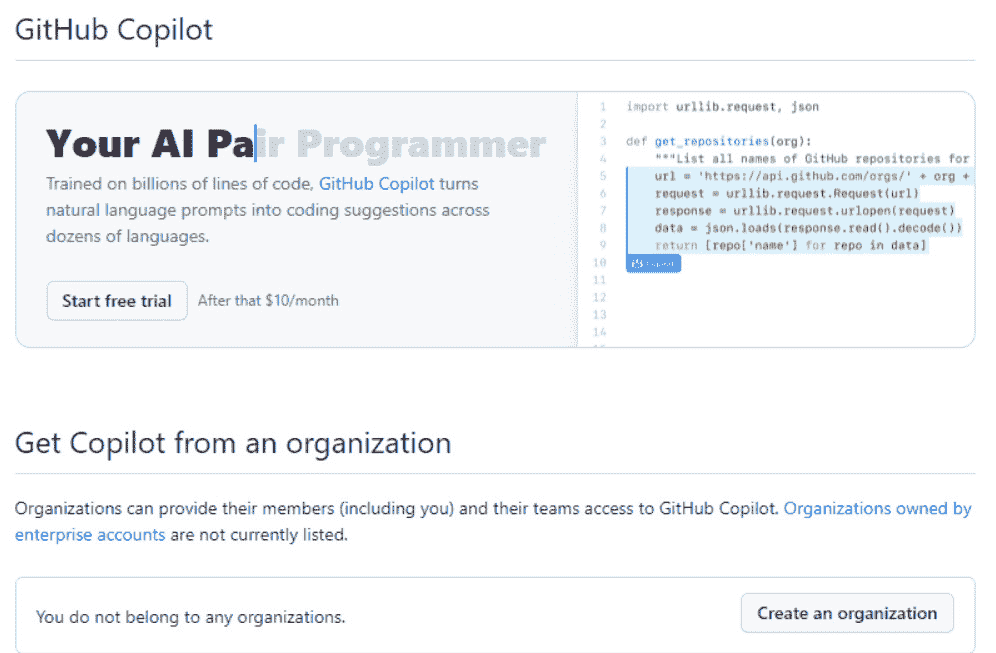 GitHub Copilot
Your AI Pair Programmer
Trained on billions of lines of code, GitHub Copilot turns
natural language prompts into coding suggestions across
dozens of languages.
Start free trial After that $10/month
1 import urllib.request, json
2
3 def get_repositories(org):
4 """List all names of GitHub repositories for
5 url = 'https://api.github.com/orgs/' + org +
6 request = urllib.request.Request(url)
7 response = urllib.request.urlopen(request)
8 data = json.loads(response.read().decode())
9 return [repo['name'] for repo in data]
10 Copilot
11
12
13
14
Get Copilot from an organization
Organizations can provide their members (including you) and their teams access to GitHub Copilot. Organizations owned by
enterprise accounts are not currently listed.
You do not belong to any organizations. Create an organization